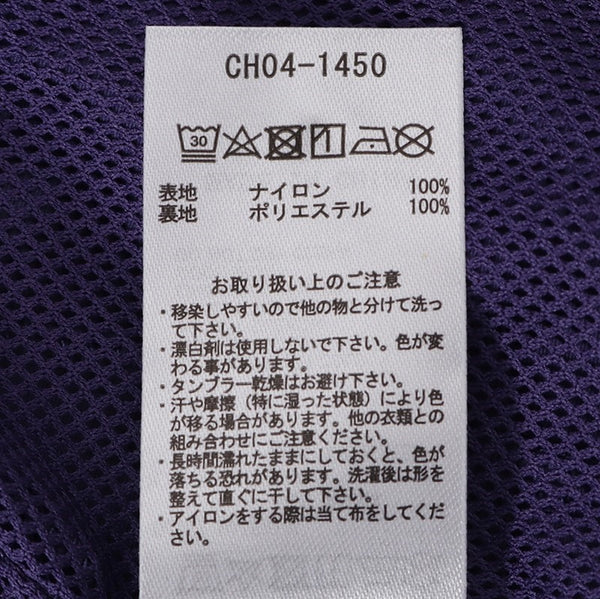 CH04-1450
30
表地 ナイロン 100%
裏地 ポリエステル 100%
お取り扱い上のご注意
・移染しやすいので他の物と分けて洗っ
て下さい。
・漂白剤は使用しないで下さい。色が変
わる事があります。
・タンブラー乾燥はお避け下さい。
・汗や摩擦（特に湿った状態）により色
が移る場合があります。他の衣類との
組み合わせにご注意ください。
・長時間濡れたままにしておくと、色が
落ちる恐れがあります。洗濯後は形を
整えて直ぐに干して下さい。
・アイロンをする際は当て布をしてくだ
さい。